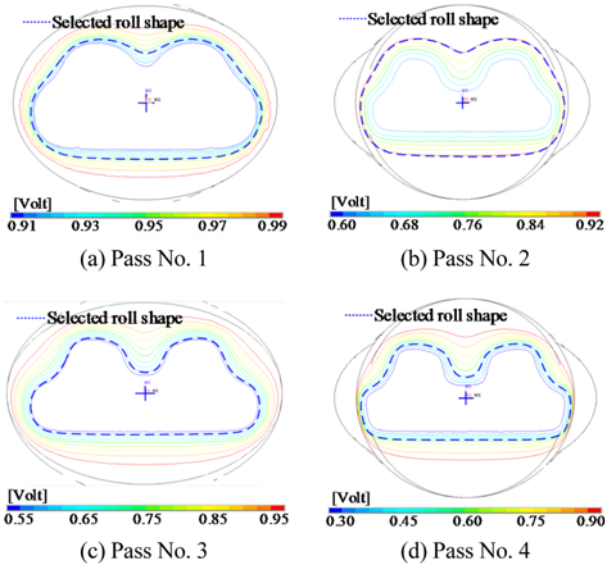 Selected roll shape
Selected roll shape
[Volt]
0.91 0.93 0.95 0.97 0.99
[Volt]
0.60 0.68 0.76 0.84 0.92
(a) Pass No. 1
(b) Pass No. 2
Selected roll shape
Selected roll shape
[Volt]
0.55 0.65 0.75 0.85 0.95
[Volt]
0.30 0.45 0.60 0.75 0.90
(c) Pass No. 3
(d) Pass No. 4